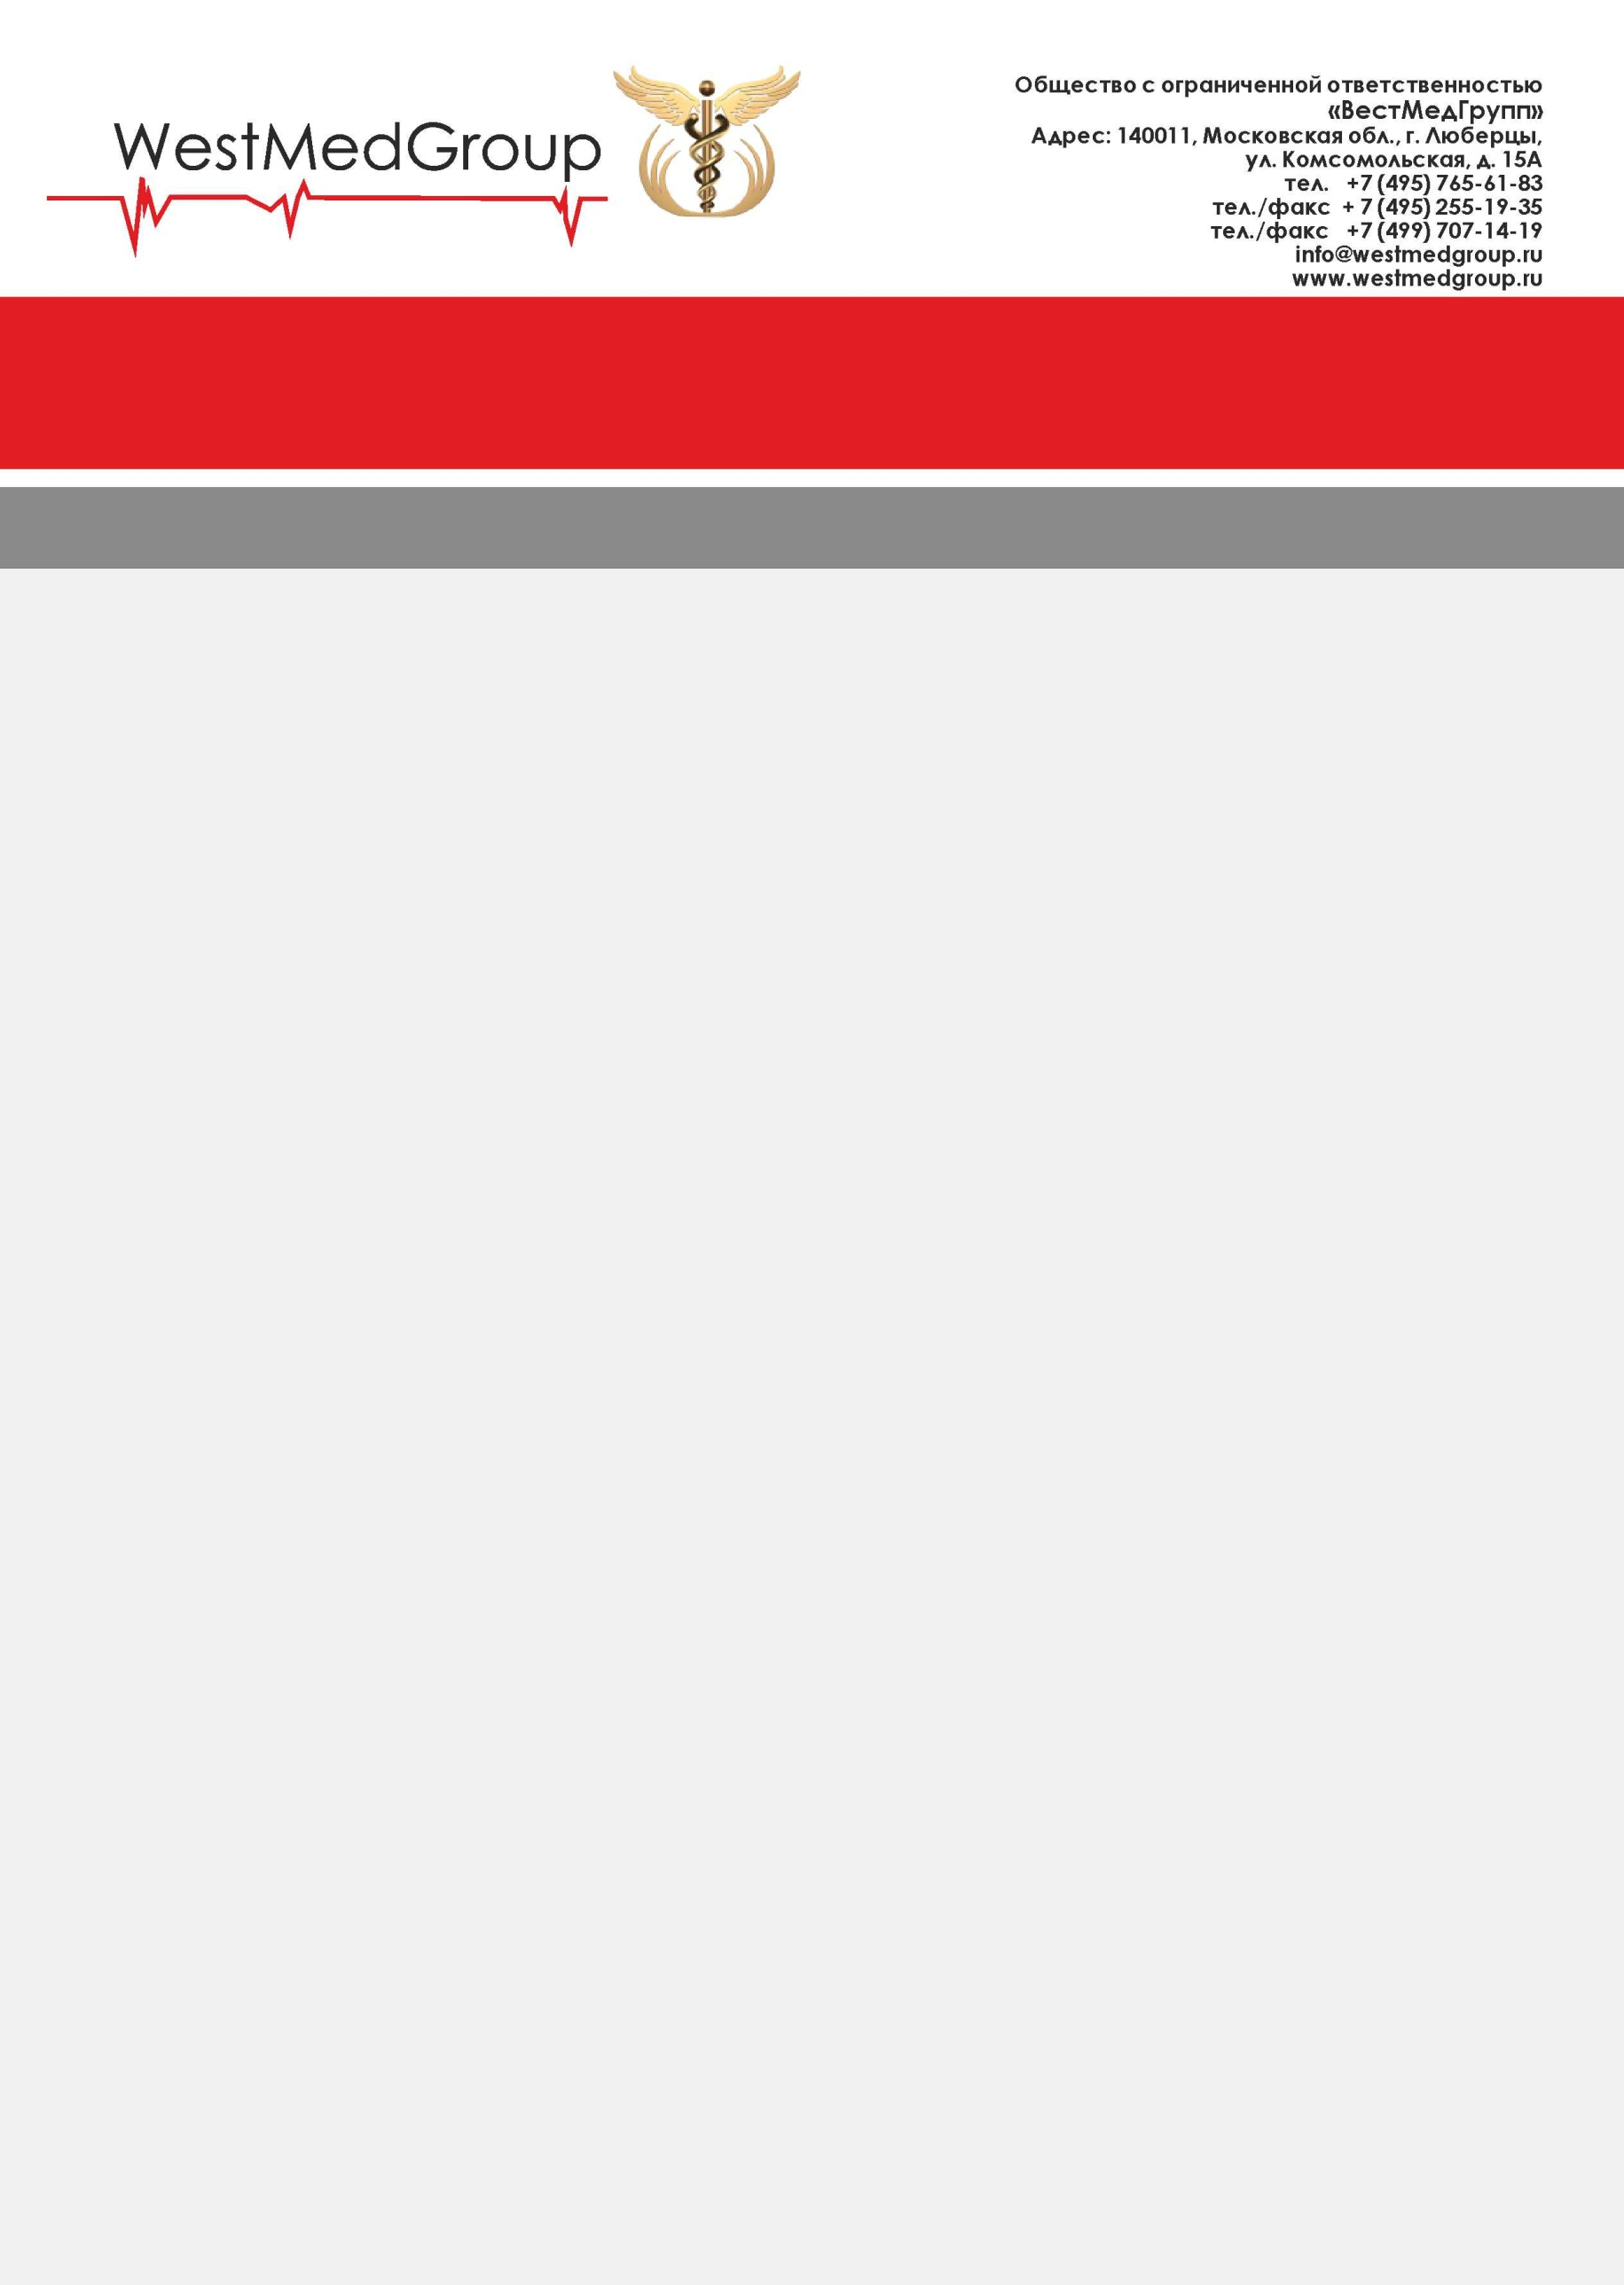 WestMedGroup
Общество с ограниченной ответственностью
«ВестМедГрупп»
Адрес: 140011, Московская обл., г. Люберцы,
ул. Комсомольская, д. 15А
тел. +7 (495) 765-61-83
тел./факс + 7 (495) 255-19-35
тел./факс +7 (499) 707-14-19
info@westmedgroup.ru
www.westmedgroup.ru